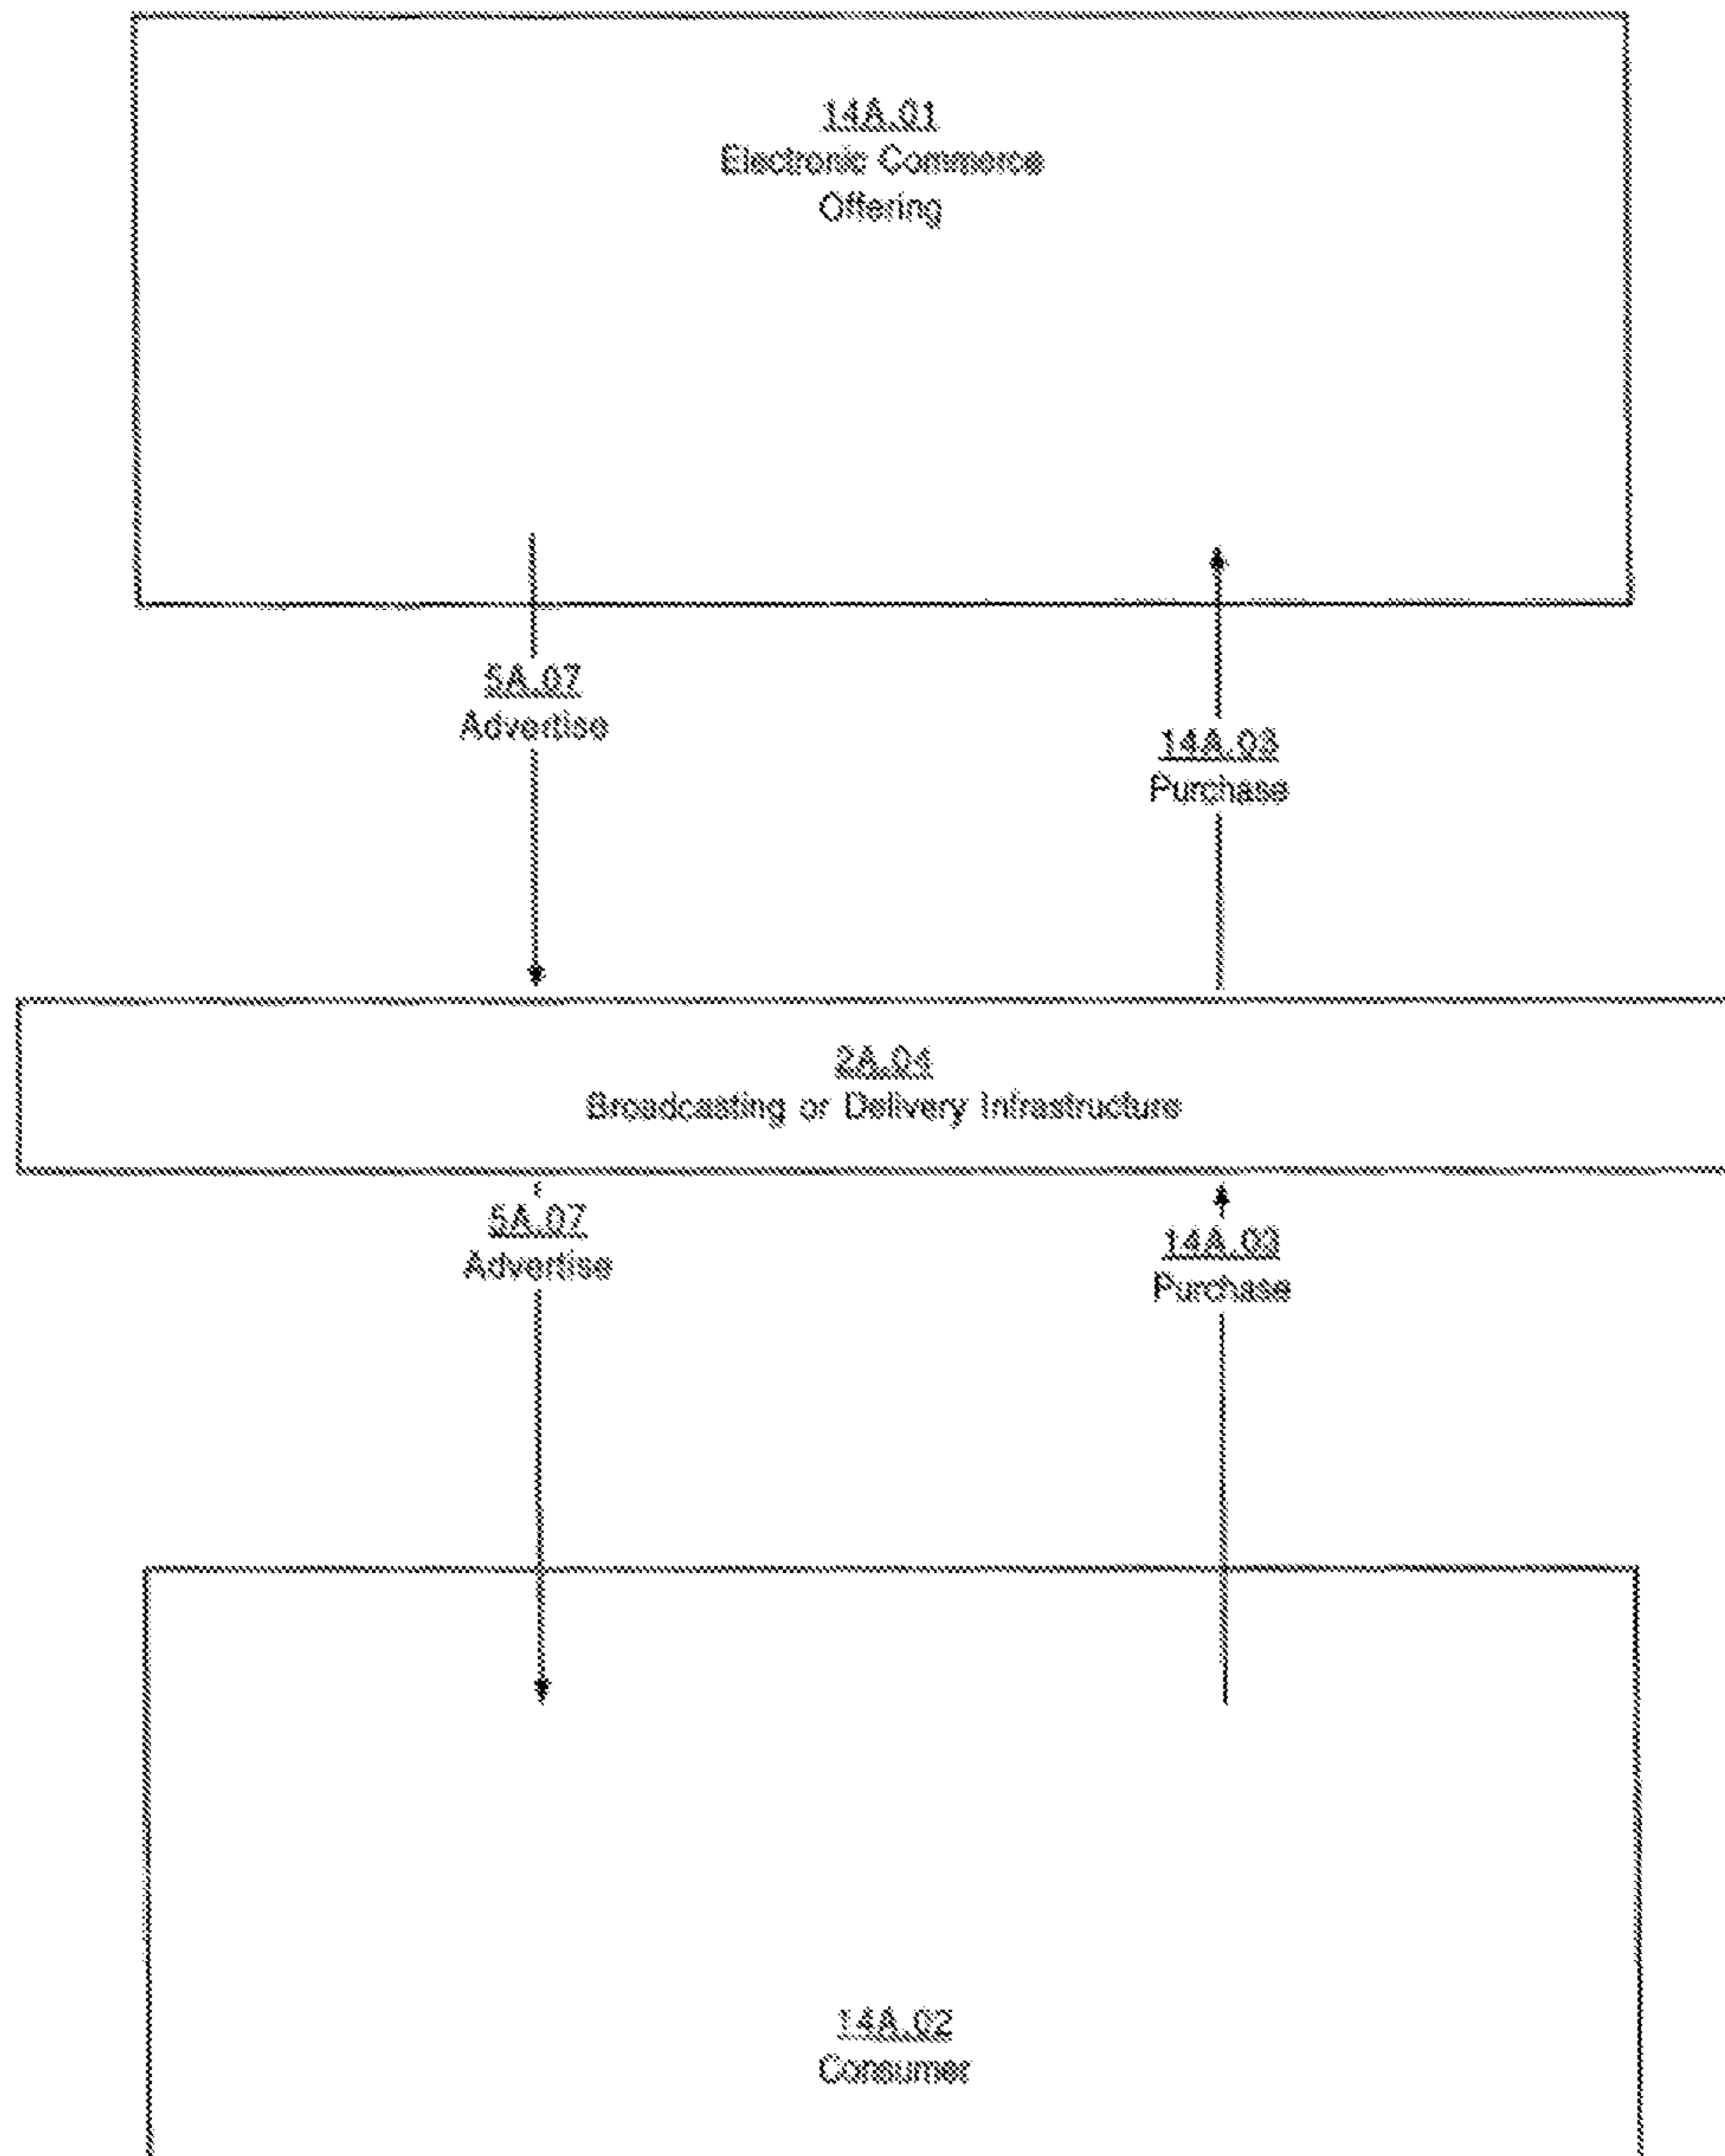 14A.01
Electronic Commerce
Offering
5A.07
Advertise
14A.03
Purchase
2A.04
Broadcasting or Delivery Infrastructure
5A.07
Advertise
14A.03
Purchase
14A.02
Consumer